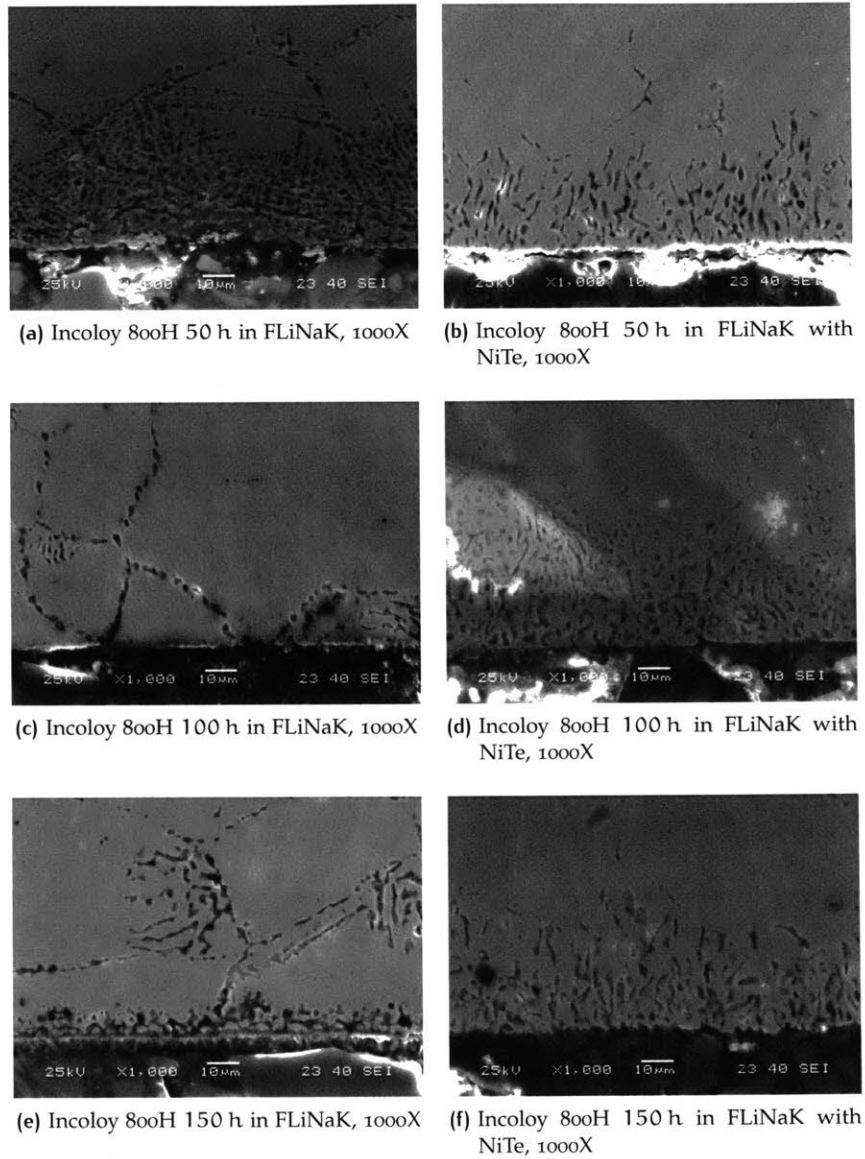 25kV X1,000 10μm 23 40 SEI
25kV X1,000 10μm 23 40 SEI
(a) Incoloy 800H 50 h in FLiNaK, 1000X
(b) Incoloy 800H 50 h in FLiNaK with
NiTe, 1000X
25kV X1,000 10μm 23 40 SEI
25kV X1,000 10μm 23 40 SEI
(c) Incoloy 800H 100 h in FLiNaK, 1000X
(d) Incoloy 800H 100 h in FLiNaK with
NiTe, 1000X
25kV X1,000 10μm 23 40 SEI
25kV X1,000 10μm 23 40 SEI
(e) Incoloy 800H 150 h in FLiNaK, 1000X
(f) Incoloy 800H 150 h in FLiNaK with
NiTe, 1000X